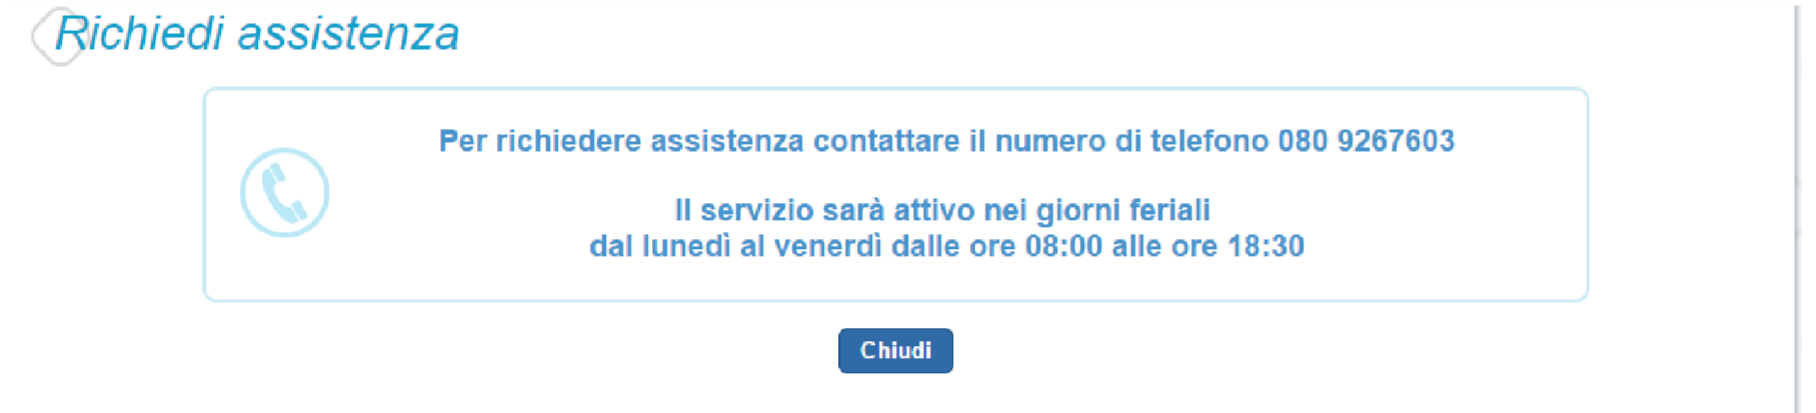 Richiedi assistenza
Per richiedere assistenza contattare il numero di telefono 080 9267603
Il servizio sarà attivo nei giorni feriali
dal lunedì al venerdì dalle ore 08:00 alle ore 18:30
Chiudi